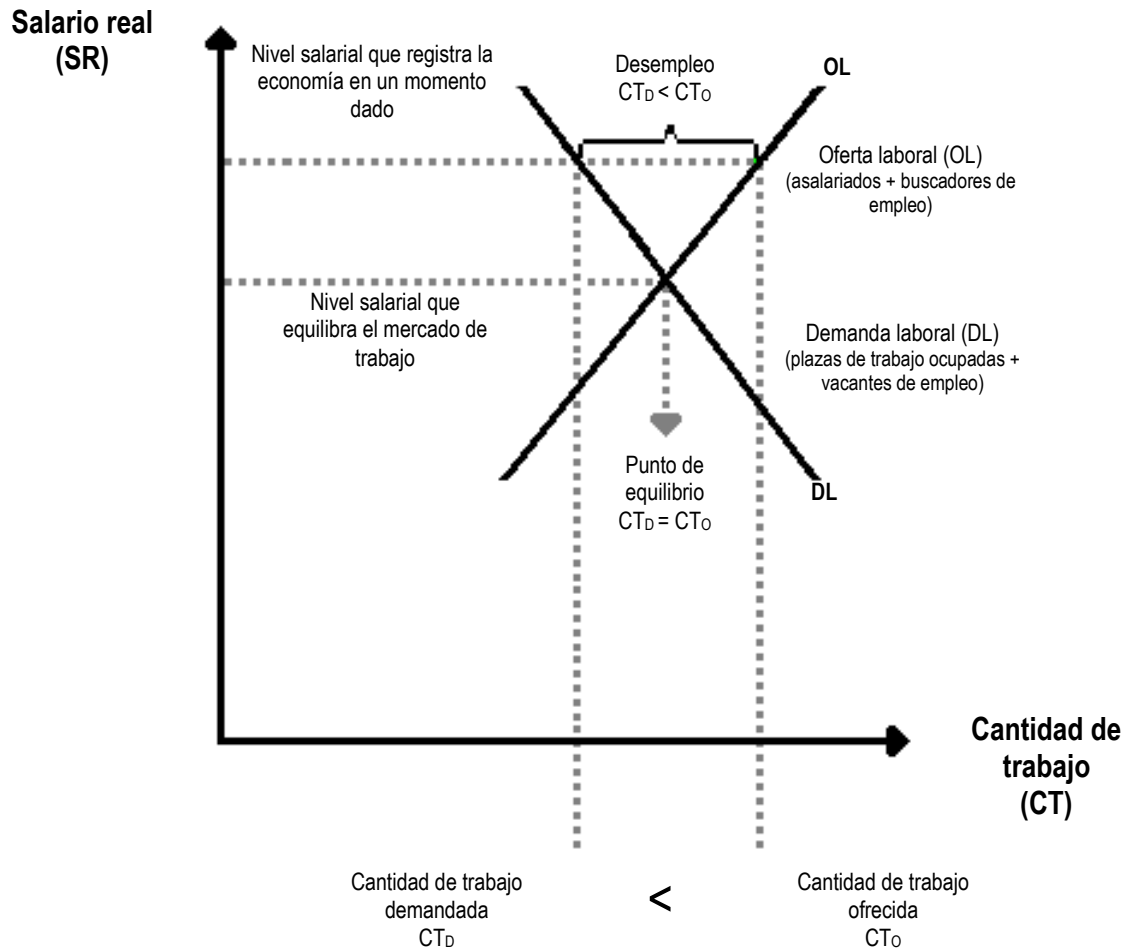 Salario real
(SR)
Nivel salarial que registra la
economía en un momento
dado
Desempleo
CTD < CTO
OL
Oferta laboral (OL)
(asalariados + buscadores de
empleo)
Nivel salarial que
equilibra el mercado de
trabajo
Demanda laboral (DL)
(plazas de trabajo ocupadas +
vacantes de empleo)
Punto de
equilibrio
CTD = CTO
DL
Cantidad de
trabajo
(CT)
Cantidad de trabajo
demandada
CTD
<
Cantidad de trabajo
ofrecida
CTO